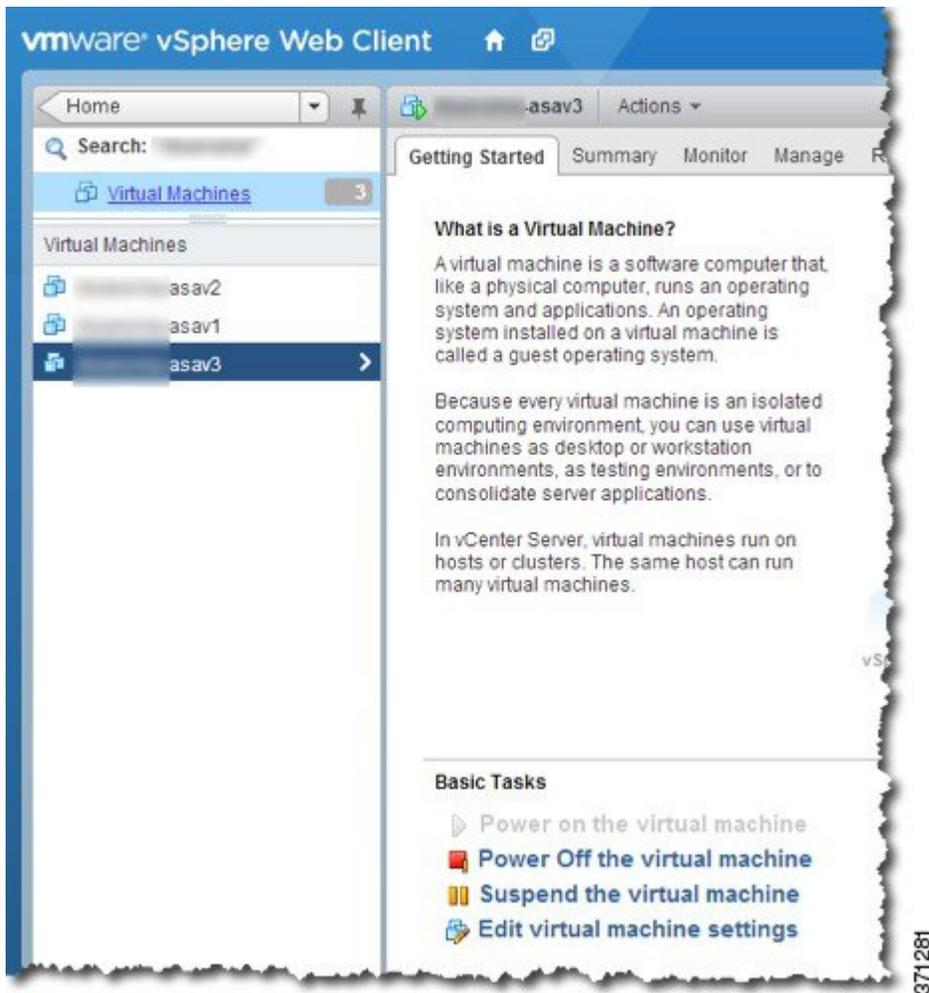 vmware® vSphere Web Client
Home
Search:
Virtual Machines 3
Virtual Machines
asav2
asav1
asav3
asav3 Actions
Getting Started Summary Monitor Manage R
What is a Virtual Machine?
A virtual machine is a software computer that,
like a physical computer, runs an operating
system and applications. An operating
system installed on a virtual machine is
called a guest operating system.
Because every virtual machine is an isolated
computing environment, you can use virtual
machines as desktop or workstation
environments, as testing environments, or to
consolidate server applications.
In vCenter Server, virtual machines run on
hosts or clusters. The same host can run
many virtual machines.
Basic Tasks
Power on the virtual machine
Power Off the virtual machine
Suspend the virtual machine
Edit virtual machine settings
371281